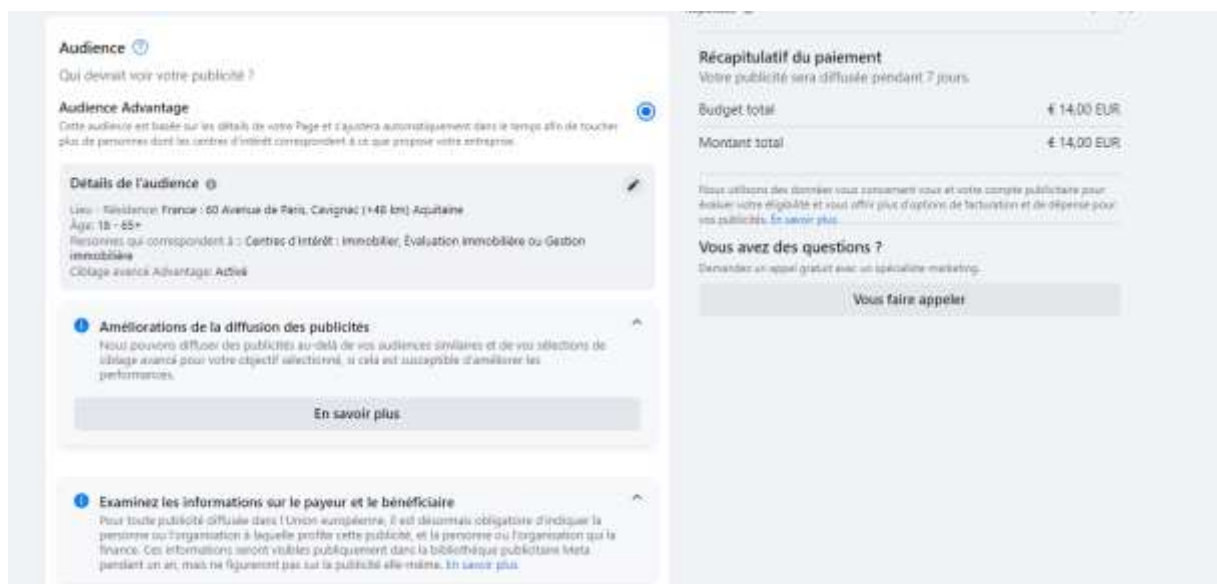 Audience
Qui devrait voir votre publicité ?
Audience Advantage
Cette audience est basée sur les détails de votre Page et s'ajustera automatiquement dans le temps afin de toucher
plus de personnes dont les centres d'intérêt correspondent à ce que propose votre entreprise.
Détails de l'audience
Lieu - Résidence: France : 60 Avenue de Paris, Cavignac (+48 km) Aquitaine
Âge: 18 - 65+
Personnes qui correspondent à : Centres d'intérêt : Immobilier, Évaluation immobilière ou Gestion
immobilière
Ciblage avancé Advantage: Activé
Améliorations de la diffusion des publicités
Nous pouvons diffuser des publicités au-delà de vos audiences similaires et de vos sélections de
ciblage avancé pour votre objectif sélectionné, si cela est susceptible d'améliorer les
performances.
En savoir plus
Examinez les informations sur le payeur et le bénéficiaire
Pour toute publicité diffusée dans l'Union européenne, il est désormais obligatoire d'indiquer la
personne ou l'organisation à laquelle profite cette publicité, et la personne ou l'organisation qui la
finance. Ces informations seront visibles publiquement dans la bibliothèque publicitaire Meta
pendant un an, mais ne figureront pas sur la publicité elle-même. En savoir plus
Récapitulatif du paiement
Votre publicité sera diffusée pendant 7 jours.
Budget total € 14,00 EUR
Montant total € 14,00 EUR
Nous utilisons des données vous concernant vous et votre compte publicitaire pour
évaluer votre éligibilité et vous offrir plus d'options de facturation et de dépense pour
vos publicités. En savoir plus
Vous avez des questions ?
Demandez un appel gratuit avec un spécialiste marketing.
Vous faire appeler